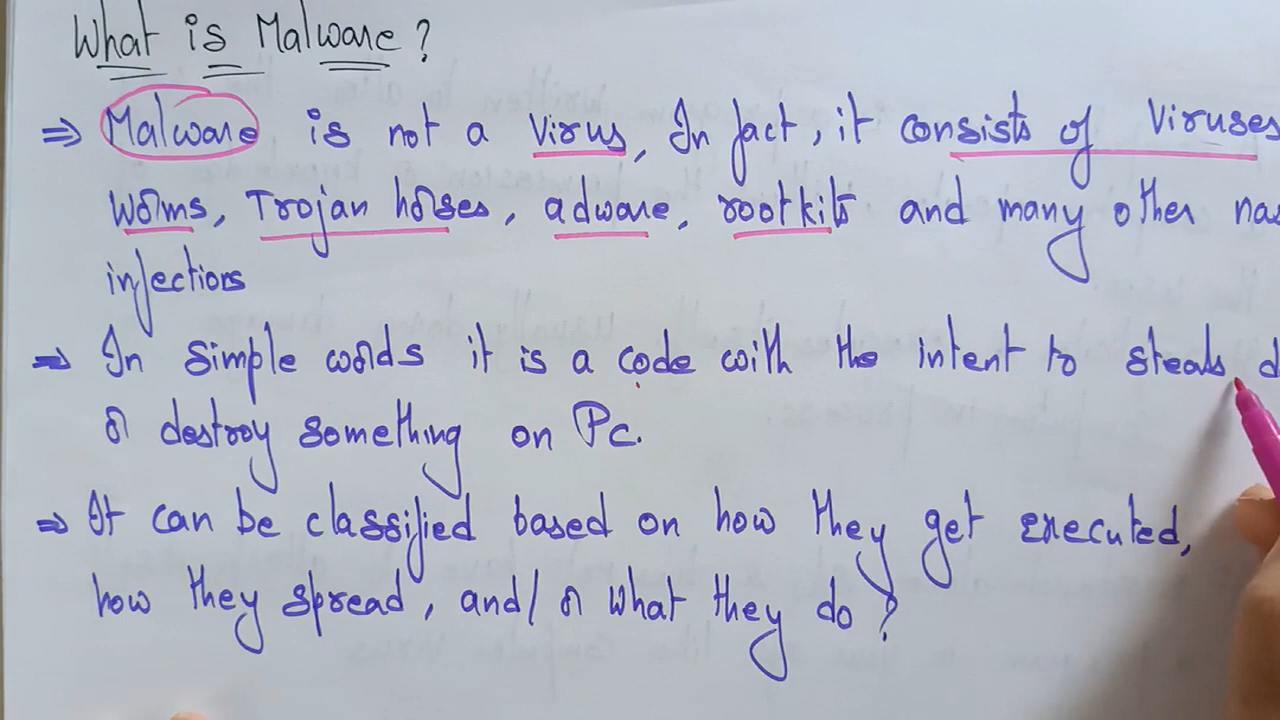 What is Malware?
⇒ Malware is not a virus, In fact, it consists of viruses
worms, Trojan horses, adware, rootkits and many other
injections
⇒ In simple words it is a code with the intent to steals
or destroy something on Pc.
⇒ It can be classified based on how they get executed,
how they spread, and/or what they do?